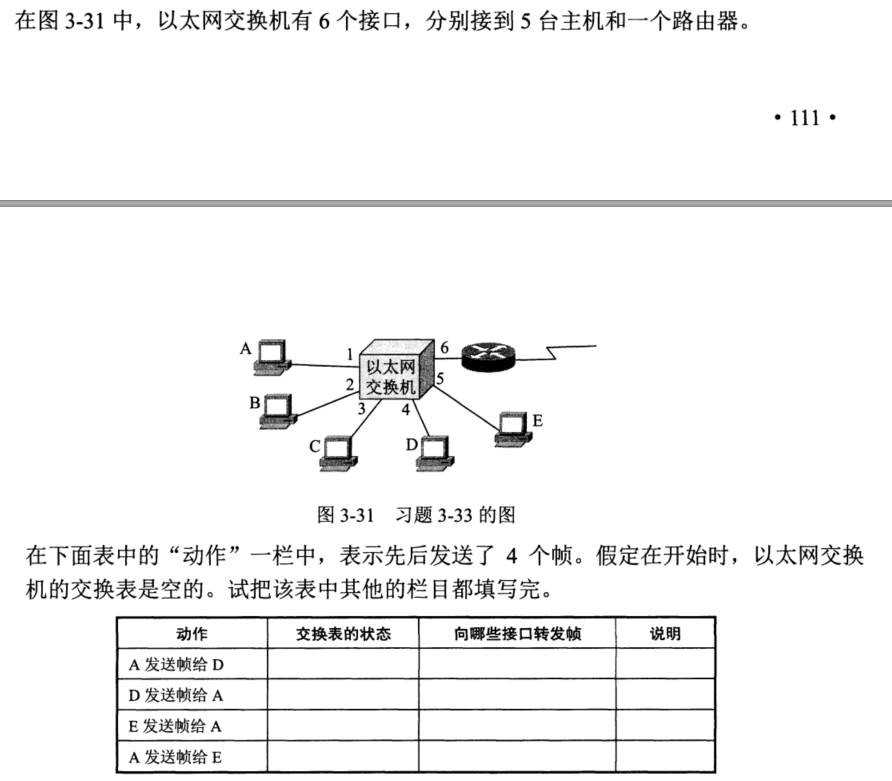 在图 3-31 中，以太网交换机有 6 个接口，分别接到 5 台主机和一个路由器。
• 111 •
A
1
6
以太网
交换机
2
5
B
3
4
E
C
D
图 3-31 习题 3-33 的图
在下面表中的“动作”一栏中，表示先后发送了 4 个帧。假定在开始时，以太网交换
机的交换表是空的。试把该表中其他的栏目都填写完。
动作 交换表的状态 向哪些接口转发帧 说明
A 发送帧给 D
D 发送帧给 A
E 发送帧给 A
A 发送帧给 E